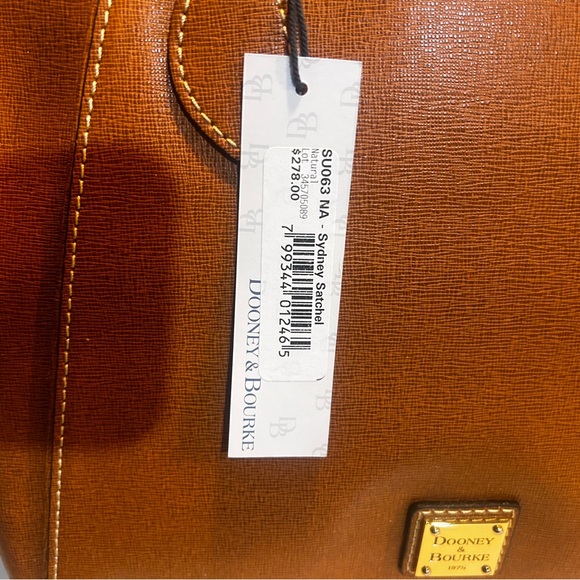 SU063 NA - Sydney Satchel
Natural
Lot: 345705089
$278.00
7 99344 01246 5
DOONEY & BOURKE
DOONEY
&
BOURKE
1975